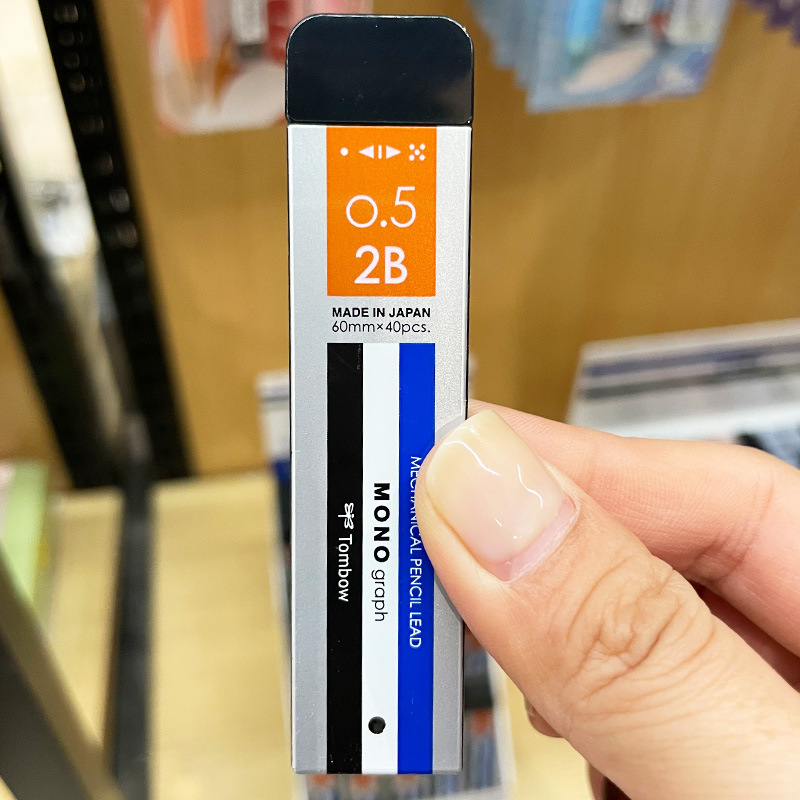 0.5
2B
MADE IN JAPAN
60mm×40pcs.
MECHANICAL PENCIL LEAD
MONO graph
Tombow